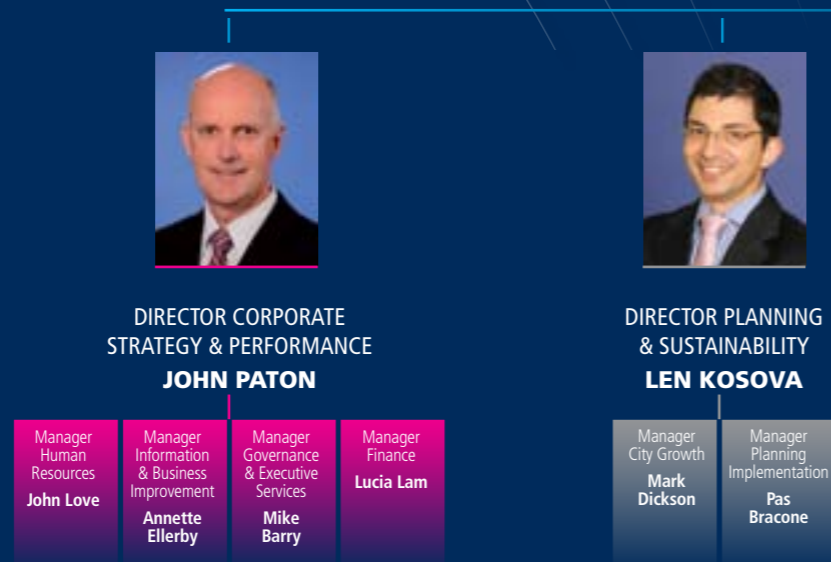 DIRECTOR CORPORATE
STRATEGY & PERFORMANCE
JOHN PATON
Manager
Human
Resources
John Love
Manager
Information
& Business
Improvement
Annette
Ellerby
Manager
Governance
& Executive
Services
Mike
Barry
Manager
Finance
Lucia Lam
DIRECTOR PLANNING
& SUSTAINABILITY
LEN KOSOVA
Manager
City Growth
Mark
Dickson
Manager
Planning
Implementation
Pas
Bracone